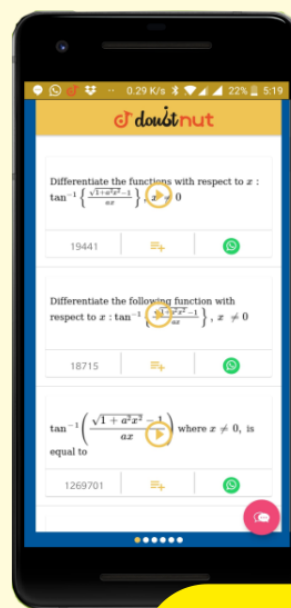 0.29 K/s 22% 5:19
doubtnut
Differentiate the functions with respect to x :
tan⁻¹ { (√(1+a²x²)−1)/(ax) }, x ≠ 0
19441
Differentiate the following function with
respect to x : tan⁻¹ { (√(1+a²x²)−1)/(ax) }, x ≠ 0
18715
tan⁻¹ ( (√(1 + a²x²) − 1)/(ax) ) where x ≠ 0, is
equal to
1269701